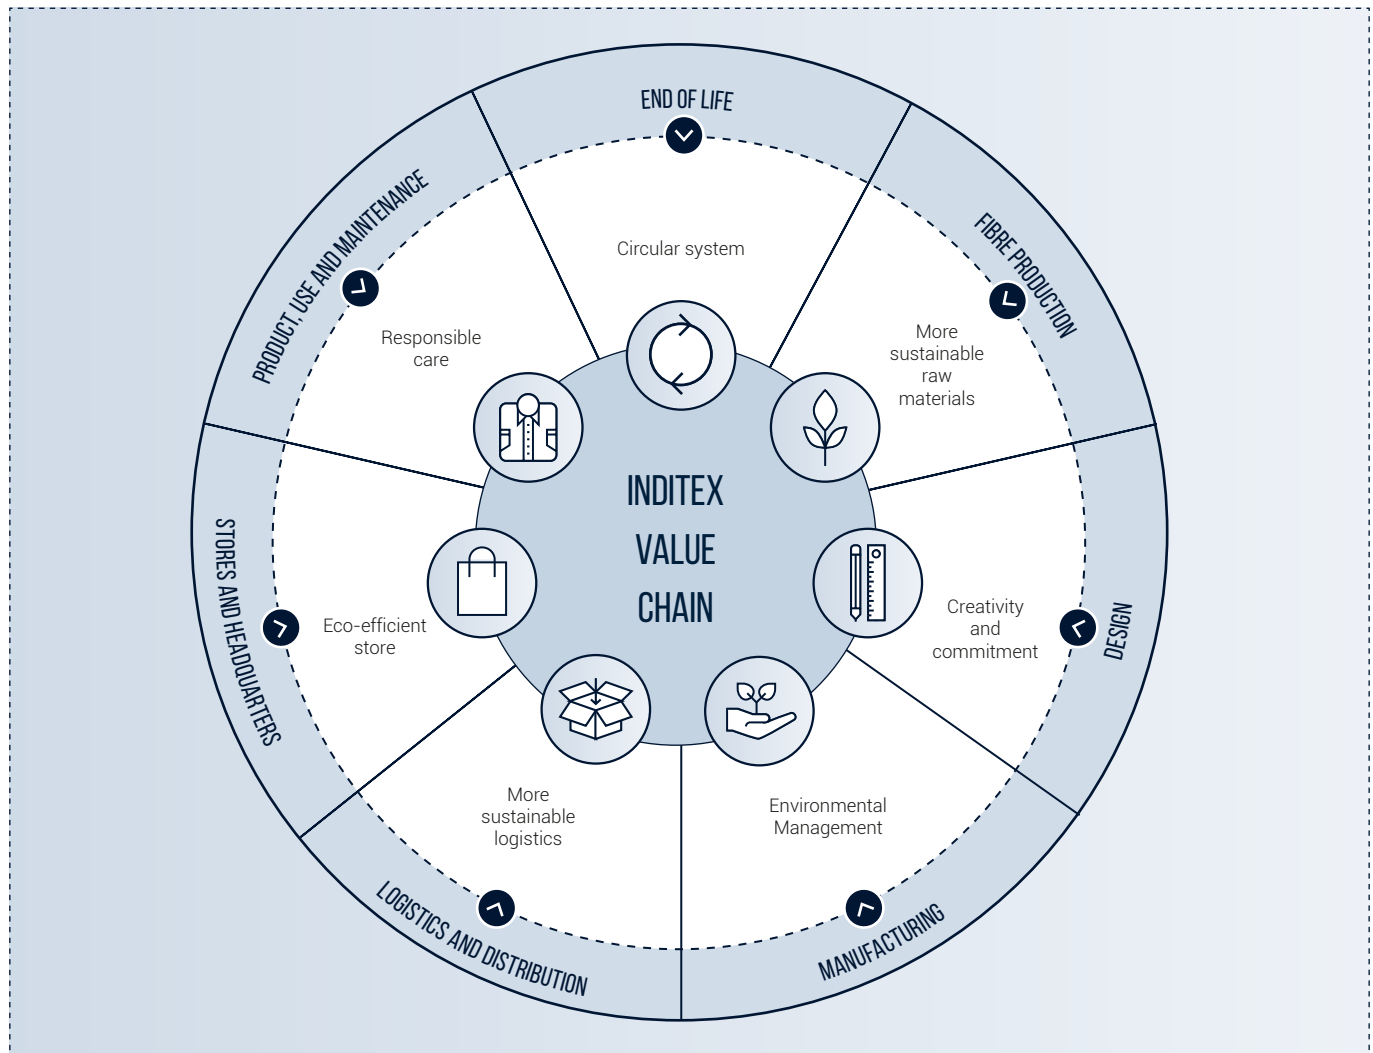 END OF LIFE
Circular system
FIBRE PRODUCTION
More
sustainable
raw
materials
DESIGN
Creativity
and
commitment
MANUFACTURING
Environmental
Management
LOGISTICS AND DISTRIBUTION
More
sustainable
logistics
STORES AND HEADQUARTERS
Eco-efficient
store
PRODUCT, USE AND MAINTENANCE
Responsible
care
INDITEX
VALUE
CHAIN